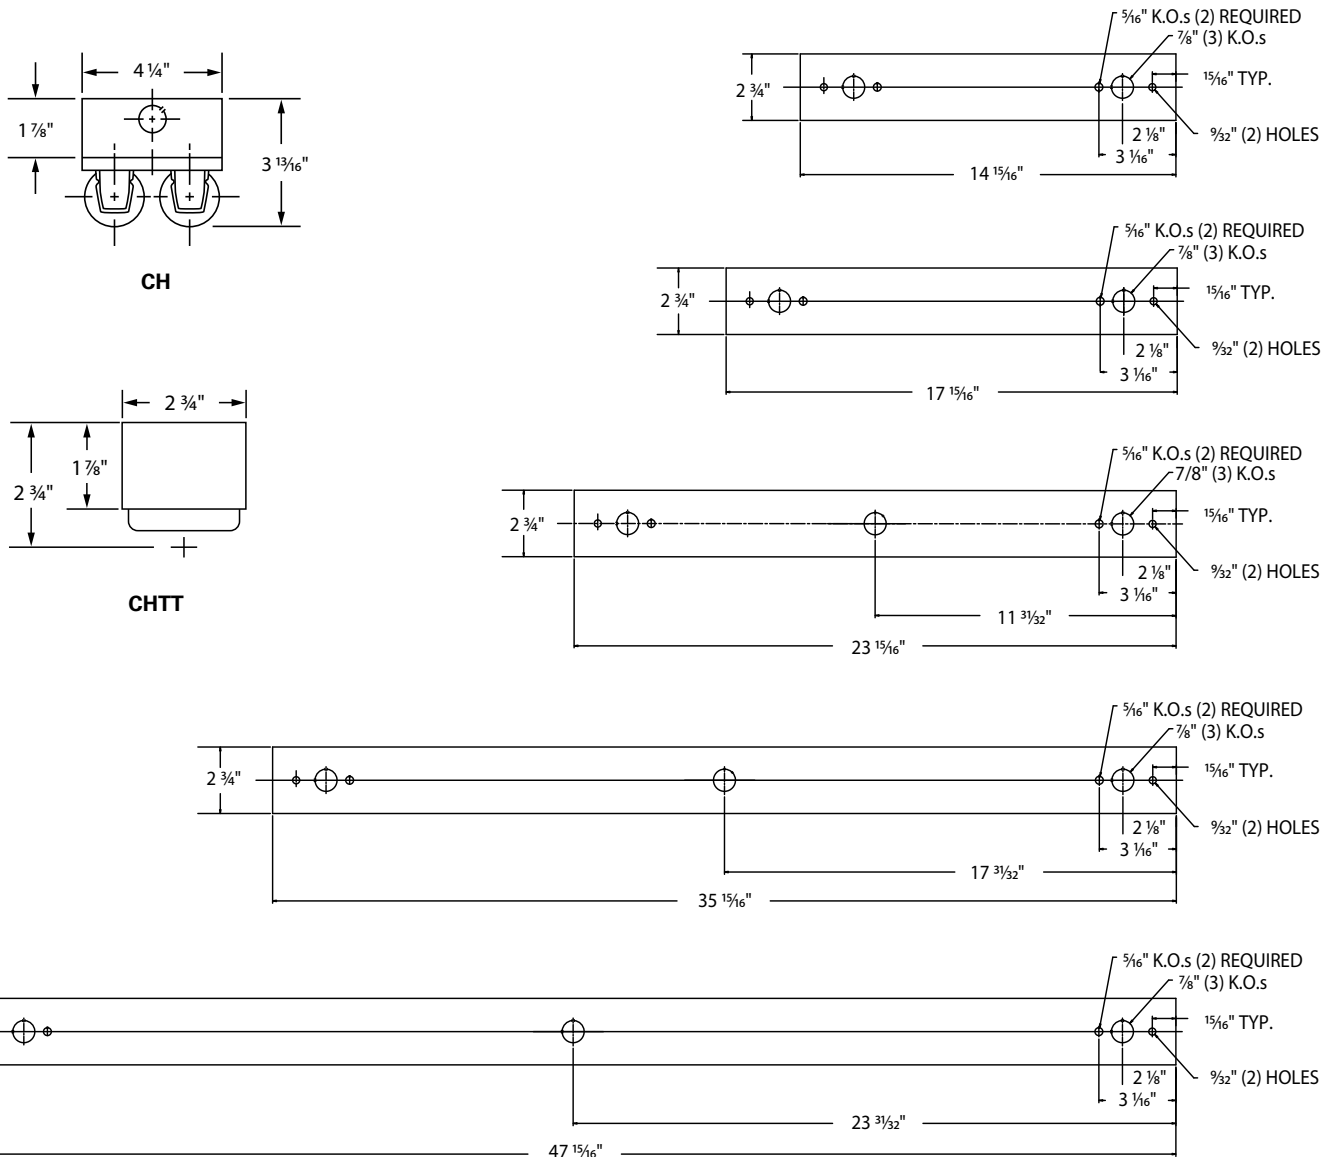 4 ¼"
1 ⅞"
3 ¹³⁄₁₆"
CH
2 ¾"
1 ⅞"
2 ¾"
CHTT
⁵⁄₁₆" K.O.s (2) REQUIRED
⅞" (3) K.O.s
2 ¾"
¹⁵⁄₁₆" TYP.
2 ⅛"
⁹⁄₃₂" (2) HOLES
3 ¹⁄₁₆"
14 ¹⁵⁄₁₆"
⁵⁄₁₆" K.O.s (2) REQUIRED
⅞" (3) K.O.s
2 ¾"
¹⁵⁄₁₆" TYP.
2 ⅛"
⁹⁄₃₂" (2) HOLES
3 ¹⁄₁₆"
17 ¹⁵⁄₁₆"
⁵⁄₁₆" K.O.s (2) REQUIRED
7/8" (3) K.O.s
2 ¾"
¹⁵⁄₁₆" TYP.
2 ⅛"
⁹⁄₃₂" (2) HOLES
3 ¹⁄₁₆"
11 ³¹⁄₃₂"
23 ¹⁵⁄₁₆"
⁵⁄₁₆" K.O.s (2) REQUIRED
⅞" (3) K.O.s
2 ¾"
¹⁵⁄₁₆" TYP.
2 ⅛"
⁹⁄₃₂" (2) HOLES
3 ¹⁄₁₆"
17 ³¹⁄₃₂"
35 ¹⁵⁄₁₆"
⁵⁄₁₆" K.O.s (2) REQUIRED
⅞" (3) K.O.s
¹⁵⁄₁₆" TYP.
2 ⅛"
⁹⁄₃₂" (2) HOLES
3 ¹⁄₁₆"
23 ³¹⁄₃₂"
47 ¹⁵⁄₁₆"